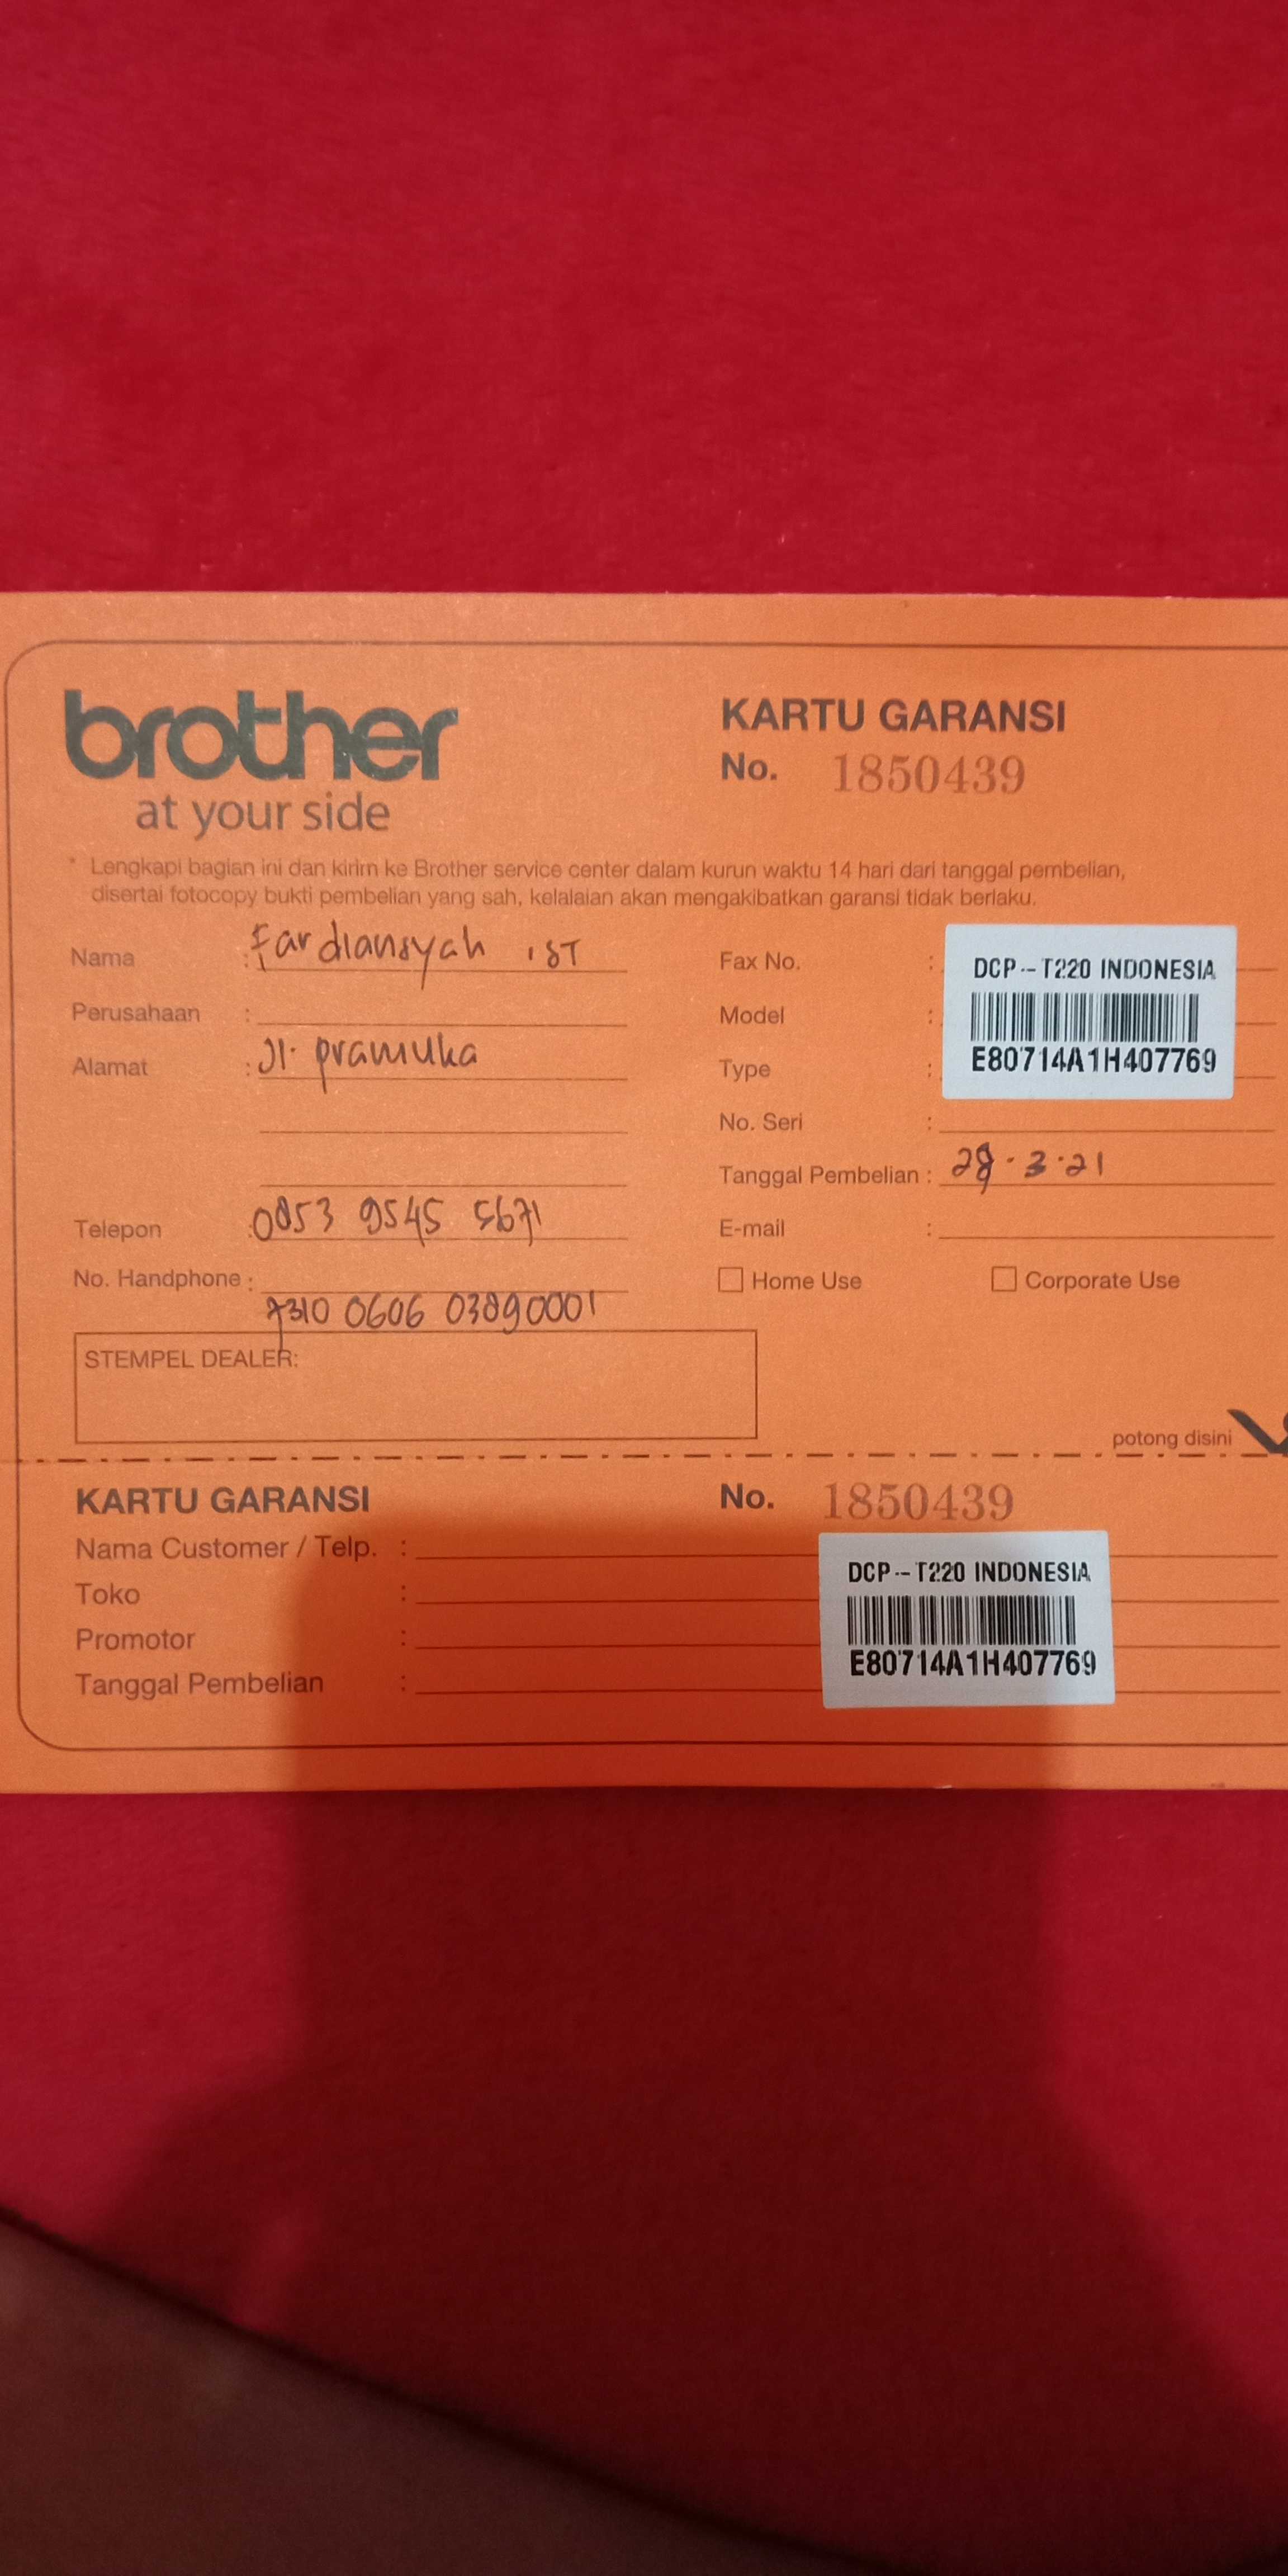 brother
at your side
KARTU GARANSI
No. 1850439
* Lengkapi bagian ini dan kirim ke Brother service center dalam kurun waktu 14 hari dari tanggal pembelian,
disertai fotocopy bukti pembelian yang sah, kelalaian akan mengakibatkan garansi tidak berlaku.
Nama : Fardiansyah . IST
Perusahaan :
Alamat : Jl. pramuka
Telepon : 0853 9545 5671
No. Handphone :
7310 0606 03890001
Fax No. :
Model :
Type :
DCP-T220 INDONESIA
E80714A1H407769
No. Seri :
Tanggal Pembelian : 28.3.21
E-mail :
Home Use
Corporate Use
STEMPEL DEALER:
potong disini
KARTU GARANSI
No. 1850439
Nama Customer / Telp. :
Toko :
Promotor :
Tanggal Pembelian :
DCP-T220 INDONESIA
E80714A1H407769